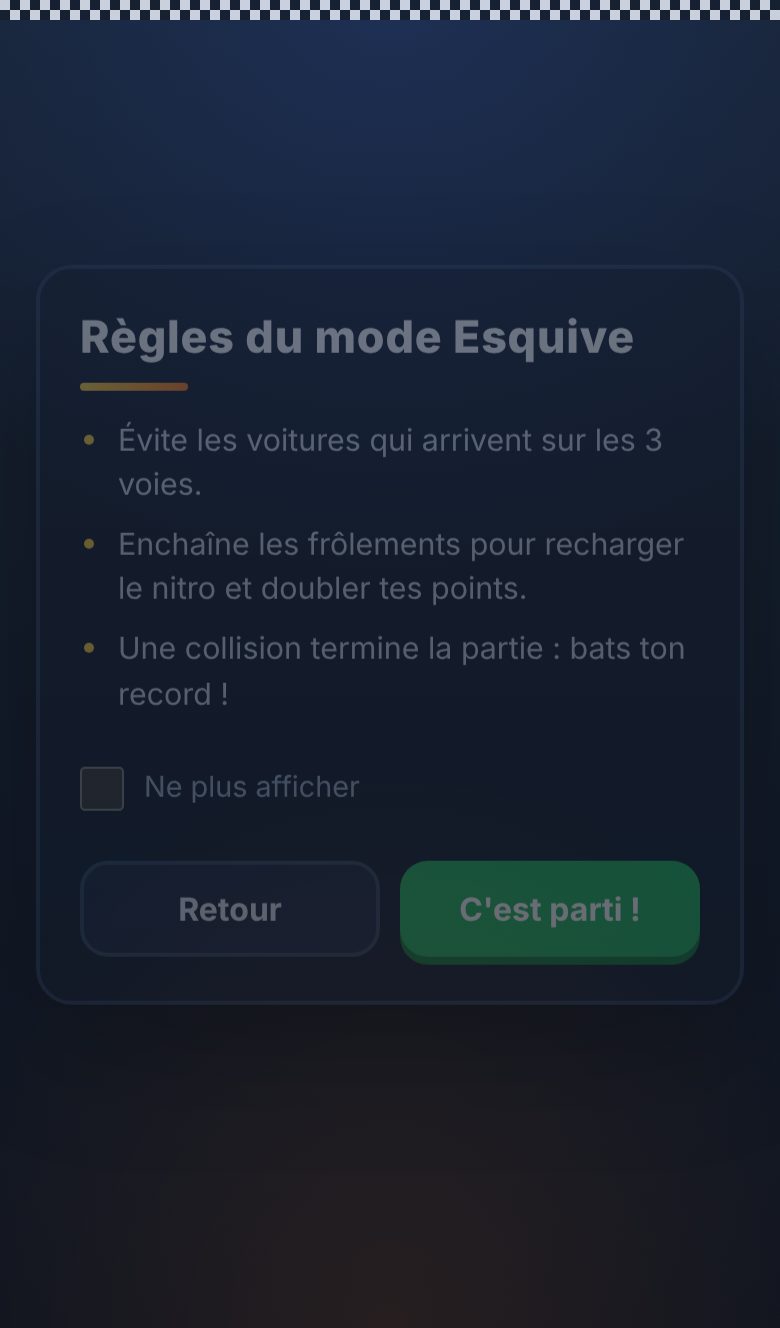 Règles du mode Esquive
• Évite les voitures qui arrivent sur les 3
voies.
• Enchaîne les frôlements pour recharger
le nitro et doubler tes points.
• Une collision termine la partie : bats ton
record !
Ne plus afficher
Retour
C'est parti !